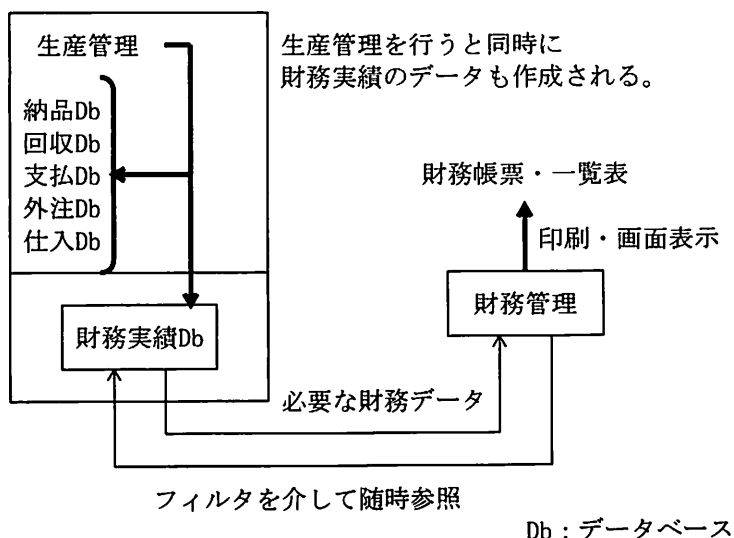 生産管理
生産管理を行うと同時に
財務実績のデータも作成される。
納品Db
回収Db
支払Db
外注Db
仕入Db
財務帳票・一覧表
印刷・画面表示
財務管理
財務実績Db
必要な財務データ
フィルタを介して随時参照
Db：データベース